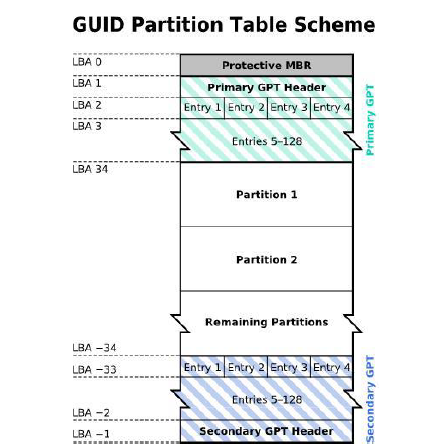 GUID Partition Table Scheme
LBA 0
Protective MBR
LBA 1
Primary GPT Header
LBA 2
Entry 1 Entry 2 Entry 3 Entry 4
LBA 3
Entries 5–128
Primary GPT
LBA 34
Partition 1
Partition 2
Remaining Partitions
LBA −34
Entry 1 Entry 2 Entry 3 Entry 4
LBA −33
Entries 5–128
LBA −2
Secondary GPT Header
LBA −1
Secondary GPT